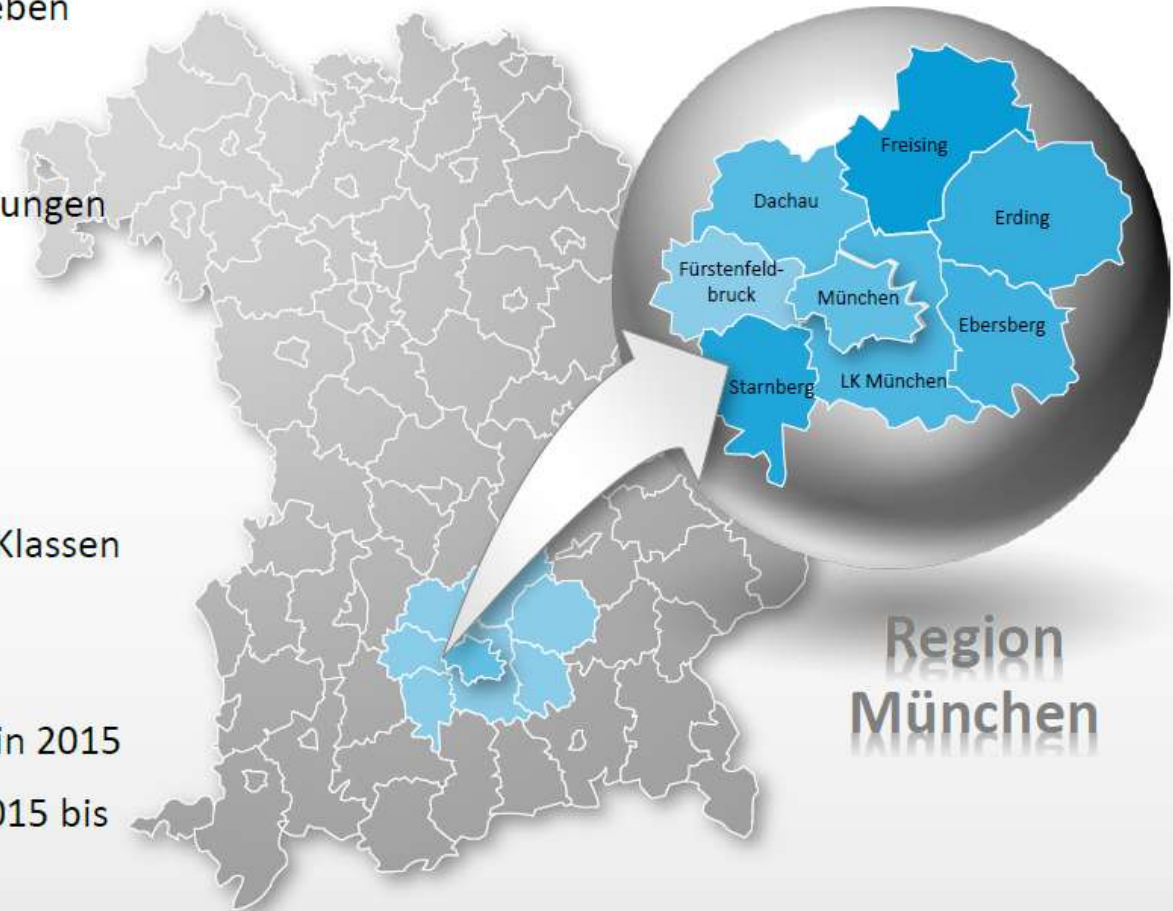 eben
ungen
Klassen
in 2015
015 bis
Freising
Dachau
Erding
Fürstenfeld-
bruck
München
Ebersberg
Starnberg
LK München
Region
München